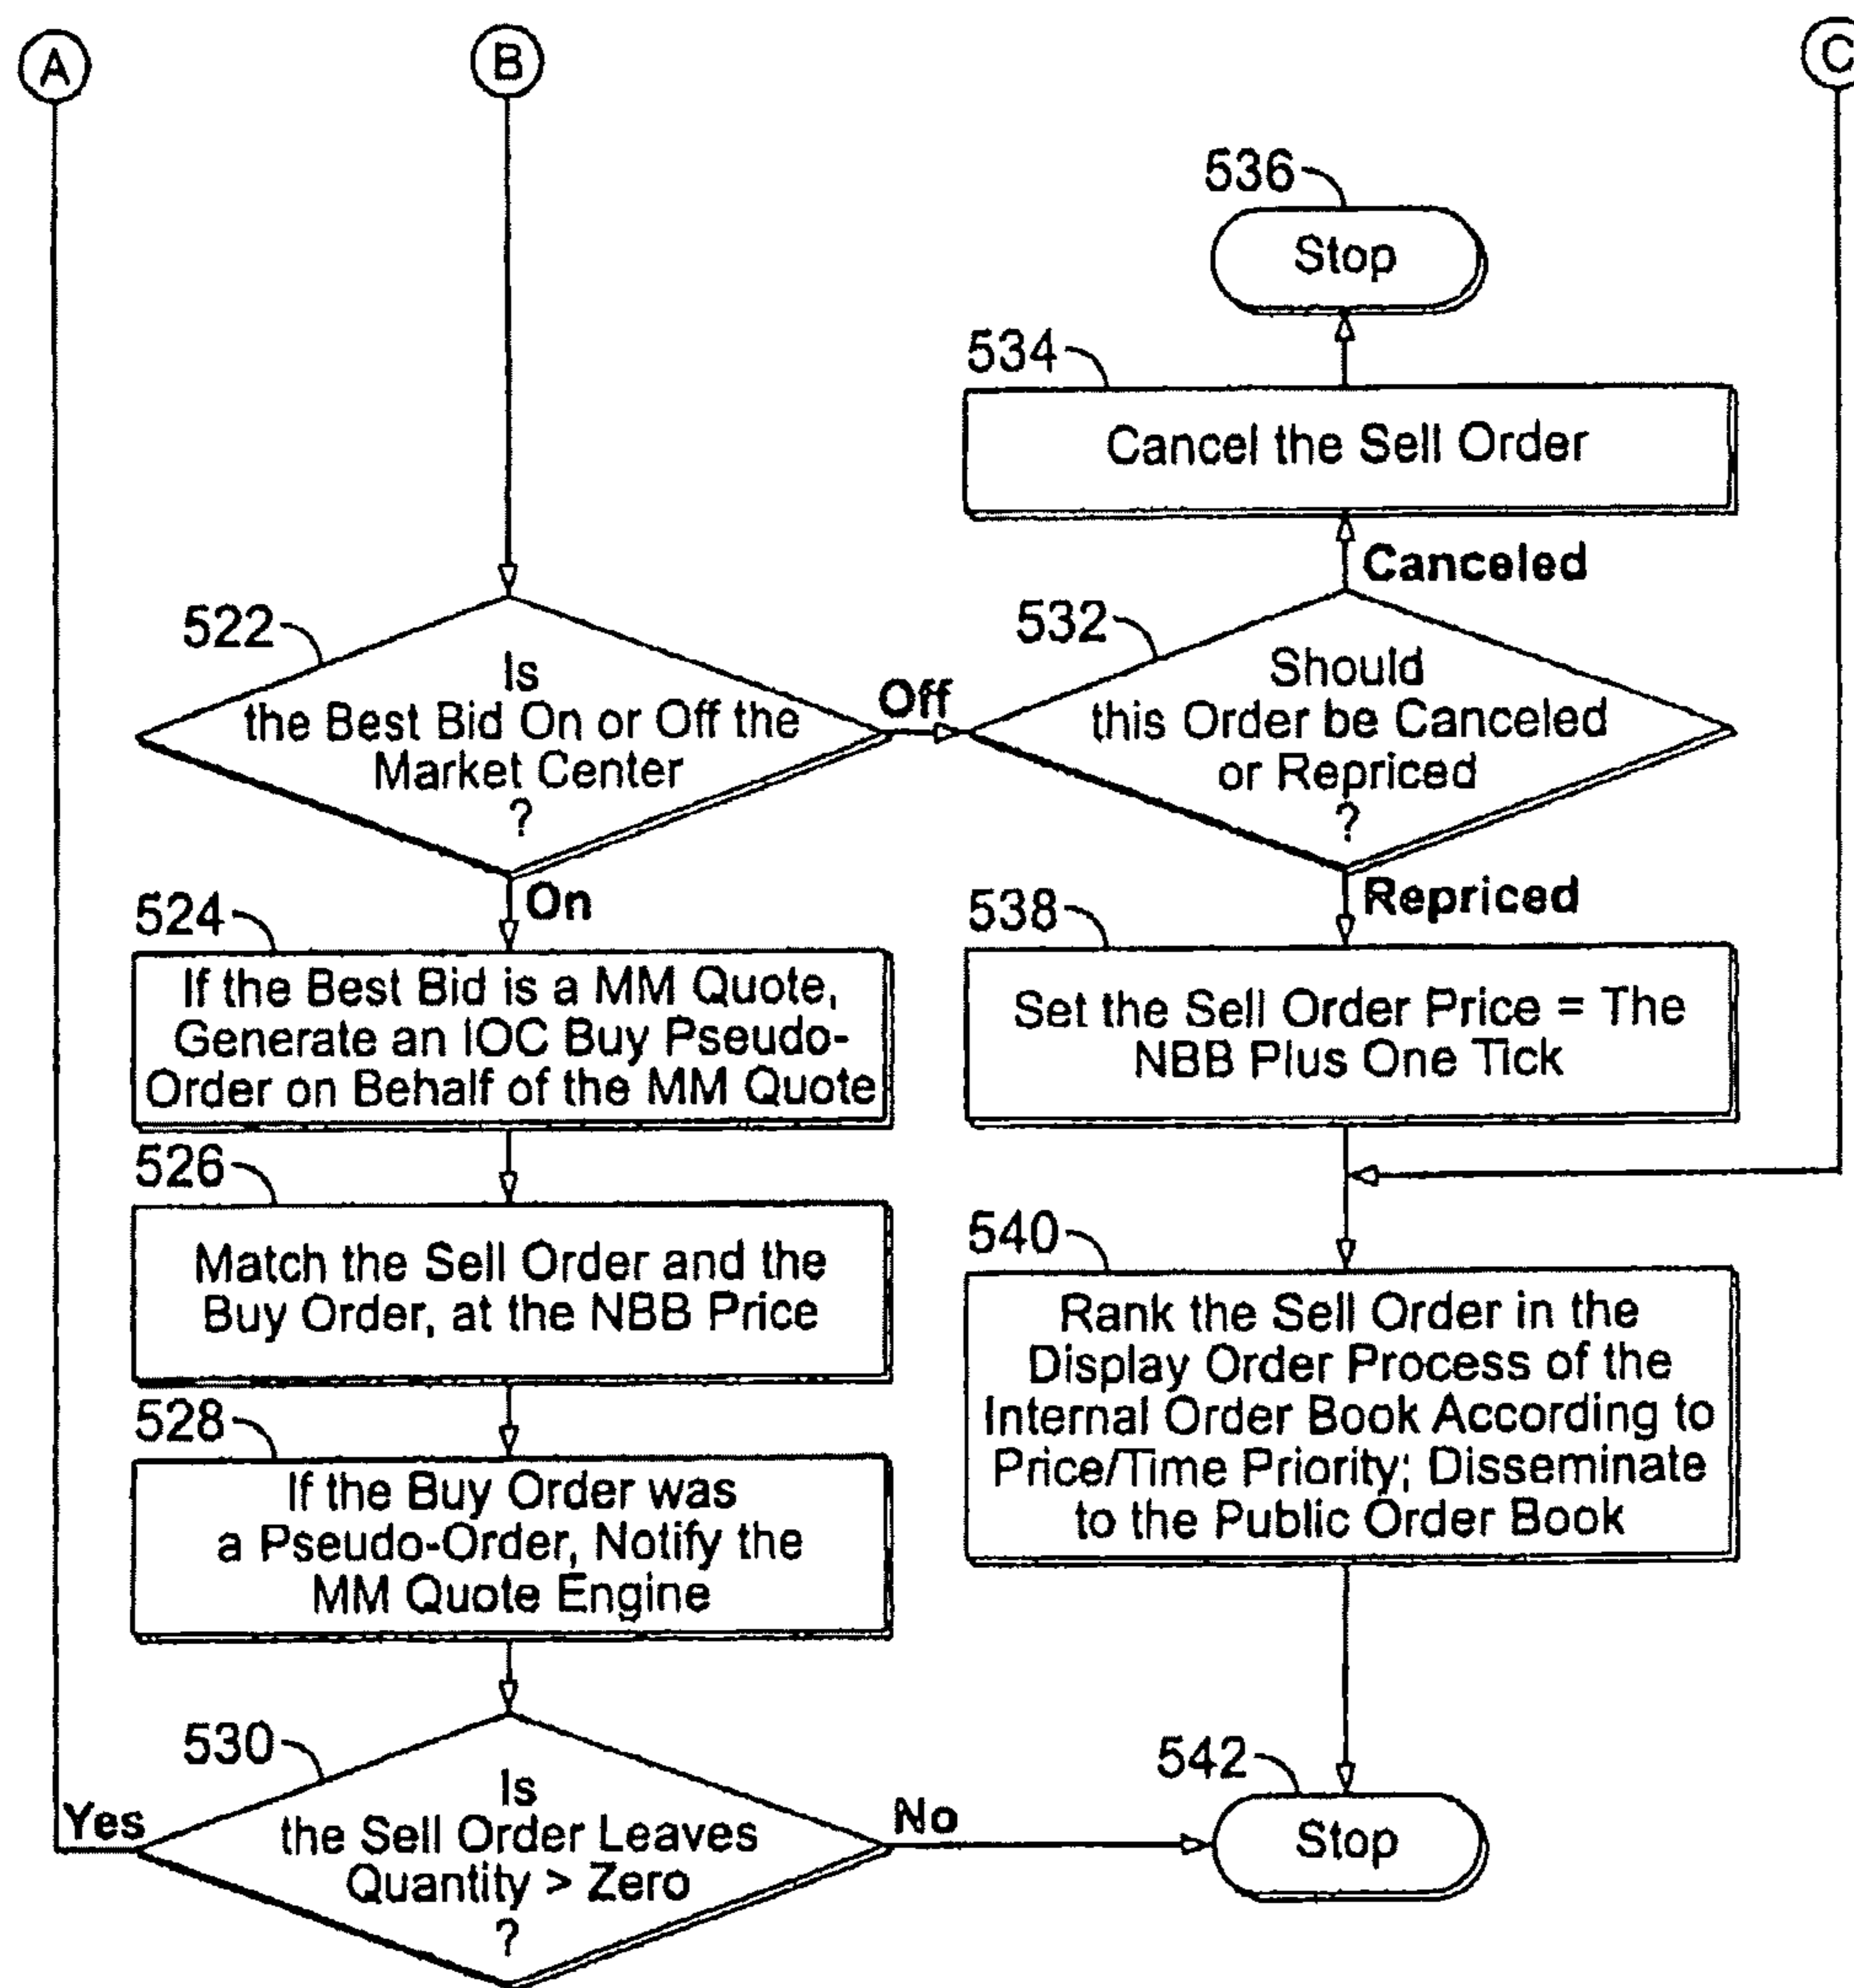 A
B
C
536
Stop
534
Cancel the Sell Order
Canceled
522
Is
the Best Bid On or Off the
Market Center
?
Off
532
Should
this Order be Canceled
or Repriced
?
On
Repriced
524
If the Best Bid is a MM Quote,
Generate an IOC Buy Pseudo-
Order on Behalf of the MM Quote
538
Set the Sell Order Price = The
NBB Plus One Tick
526
Match the Sell Order and the
Buy Order, at the NBB Price
540
Rank the Sell Order in the
Display Order Process of the
Internal Order Book According to
Price/Time Priority; Disseminate
to the Public Order Book
528
If the Buy Order was
a Pseudo-Order, Notify the
MM Quote Engine
530
Is
the Sell Order Leaves
Quantity > Zero
?
Yes
No
542
Stop